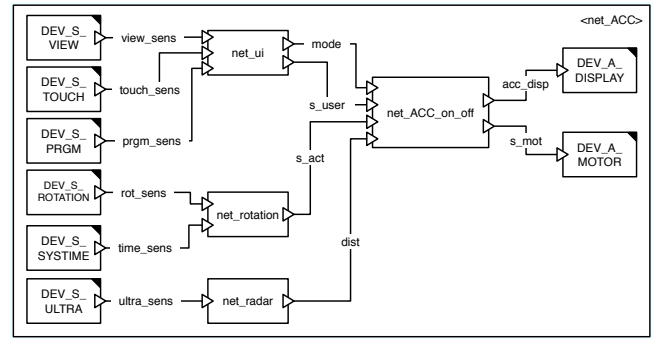 <net_ACC>
DEV_S_
VIEW
view_sens
net_ui
mode
DEV_A_
DISPLAY
acc_disp
DEV_S_
TOUCH
touch_sens
s_user
net_ACC_on_off
DEV_S_
PRGM
prgm_sens
s_mot
DEV_A_
MOTOR
s_act
DEV_S_
ROTATION
rot_sens
net_rotation
DEV_S_
SYSTIME
time_sens
dist
DEV_S_
ULTRA
ultra_sens
net_radar